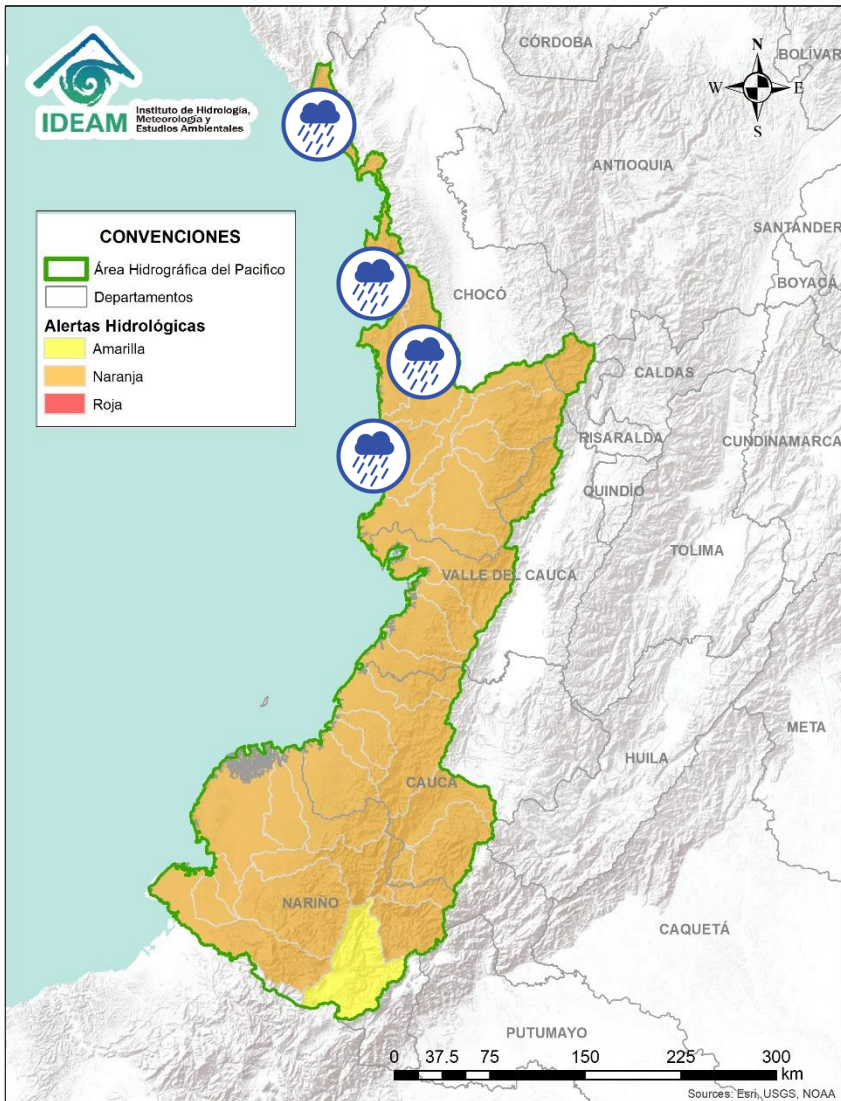 IDEAM
Instituto de Hidrología,
Meteorología y
Estudios Ambientales
CÓRDOBA
BOLÍVAR
N
W
E
S
ANTIOQUIA
SANTANDER
BOYACÁ
CHOCÓ
CALDAS
RISARALDA
CUNDINAMARCA
QUINDÍO
TOLIMA
VALLE DEL CAUCA
META
HUILA
CAUCA
NARIÑO
CAQUETÁ
PUTUMAYO
CONVENCIONES
Área Hidrográfica del Pacifico
Departamentos
Alertas Hidrológicas
Amarilla
Naranja
Roja
0 37.5 75 150 225 300
km
Sources: Esri, USGS, NOAA